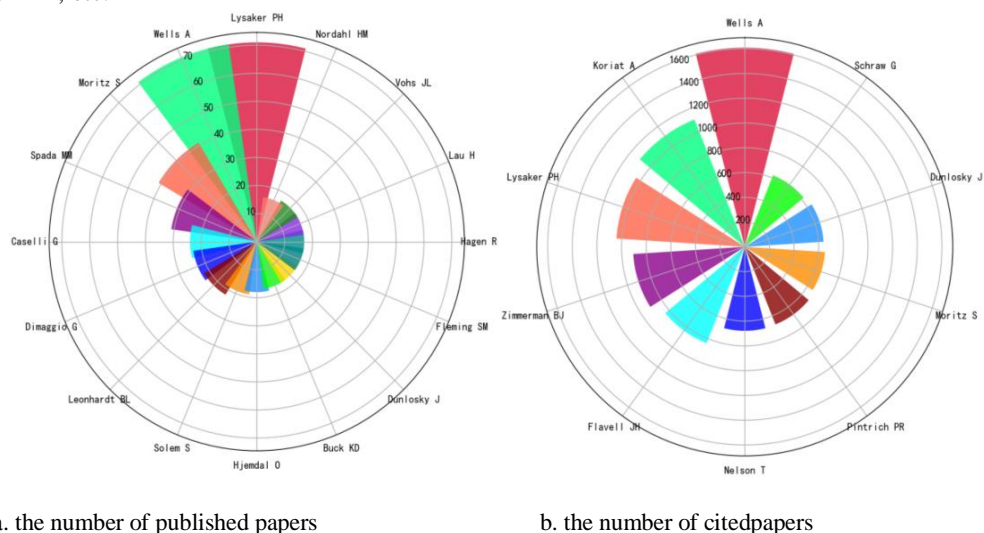 Lysaker PH
Wells A
Nordahl HM
Moritz S
Vohs JL
Spada MM
Lau H
Caselli G
Hagen R
Dimaggio G
Fleming SM
Leonhardt BL
Dunlosky J
Solem S
Buck KD
Hjemdal O
70
60
50
40
30
20
10
Wells A
Koriat A
Schraw G
Lysaker PH
Dunlosky J
Zimmerman BJ
Moritz S
Flavell JH
Pintrich PR
Nelson T
1600
1400
1200
1000
800
600
400
200
a. the number of published papers
b. the number of citedpapers